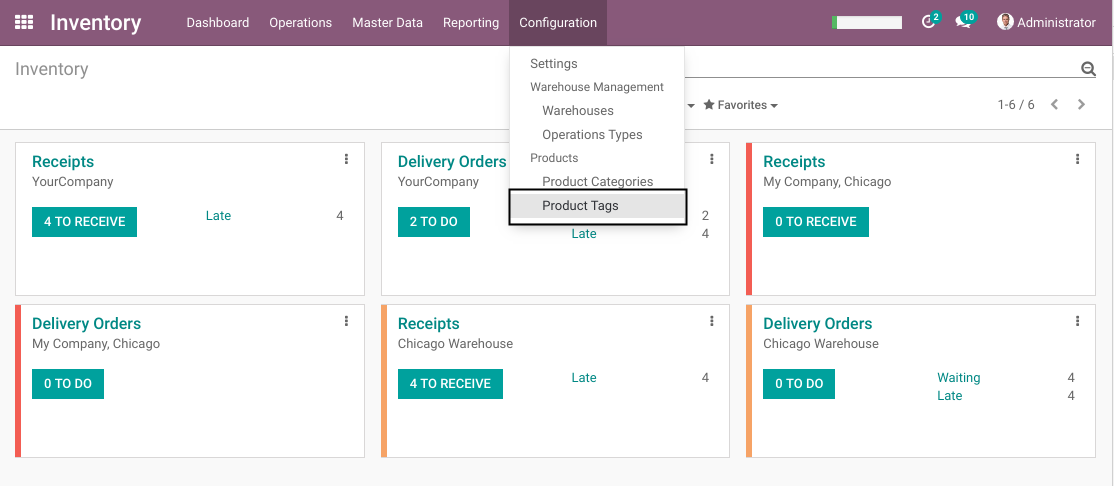 Inventory
Dashboard
Operations
Master Data
Reporting
Configuration
2
10
Administrator
Inventory
Settings
Warehouse Management
Warehouses
Operations Types
Products
Product Categories
Product Tags
Favorites
1-6 / 6
Receipts
YourCompany
4 TO RECEIVE
Late 4
Delivery Orders
YourCompany
2 TO DO
2
Late 4
Receipts
My Company, Chicago
0 TO RECEIVE
Delivery Orders
My Company, Chicago
0 TO DO
Receipts
Chicago Warehouse
4 TO RECEIVE
Late 4
Delivery Orders
Chicago Warehouse
0 TO DO
Waiting 4
Late 4